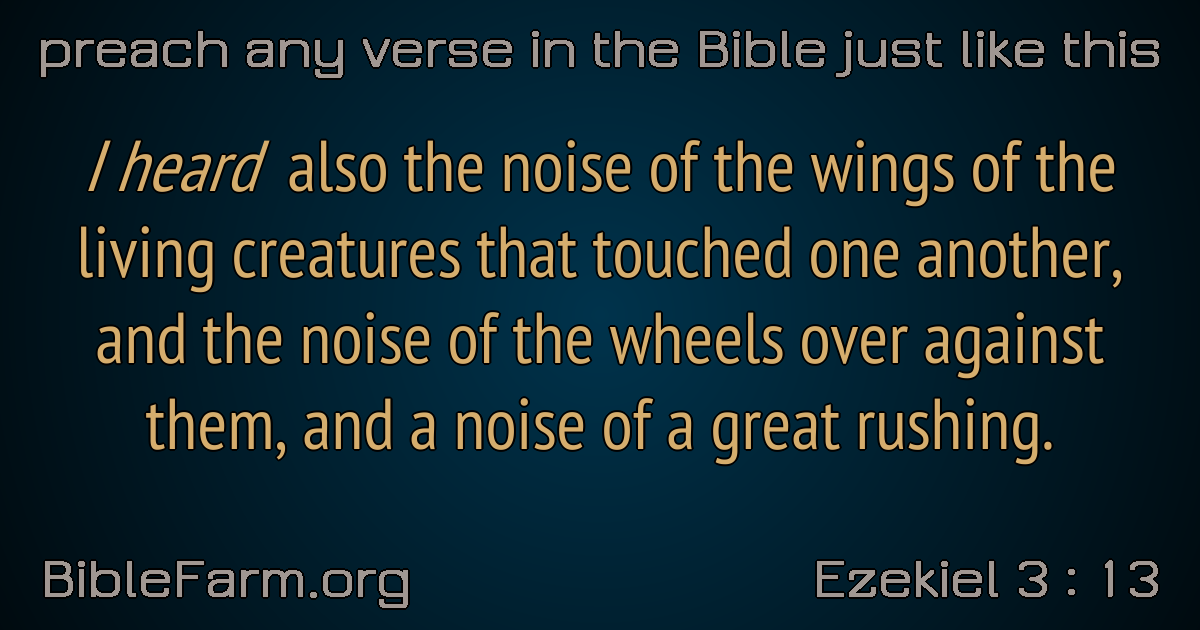 preach any verse in the Bible just like this
I heard also the noise of the wings of the
living creatures that touched one another,
and the noise of the wheels over against
them, and a noise of a great rushing.
BibleFarm.org
Ezekiel 3 : 13